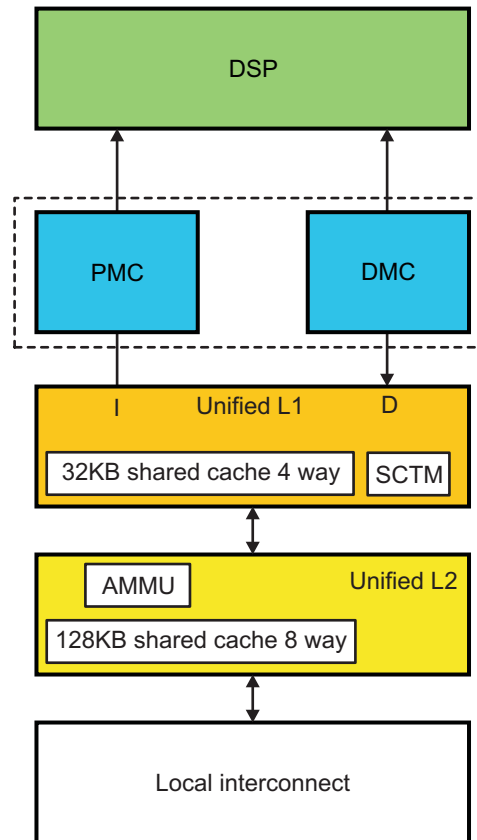 DSP
PMC
DMC
I
Unified L1
D
32KB shared cache 4 way
SCTM
AMMU
Unified L2
128KB shared cache 8 way
Local interconnect